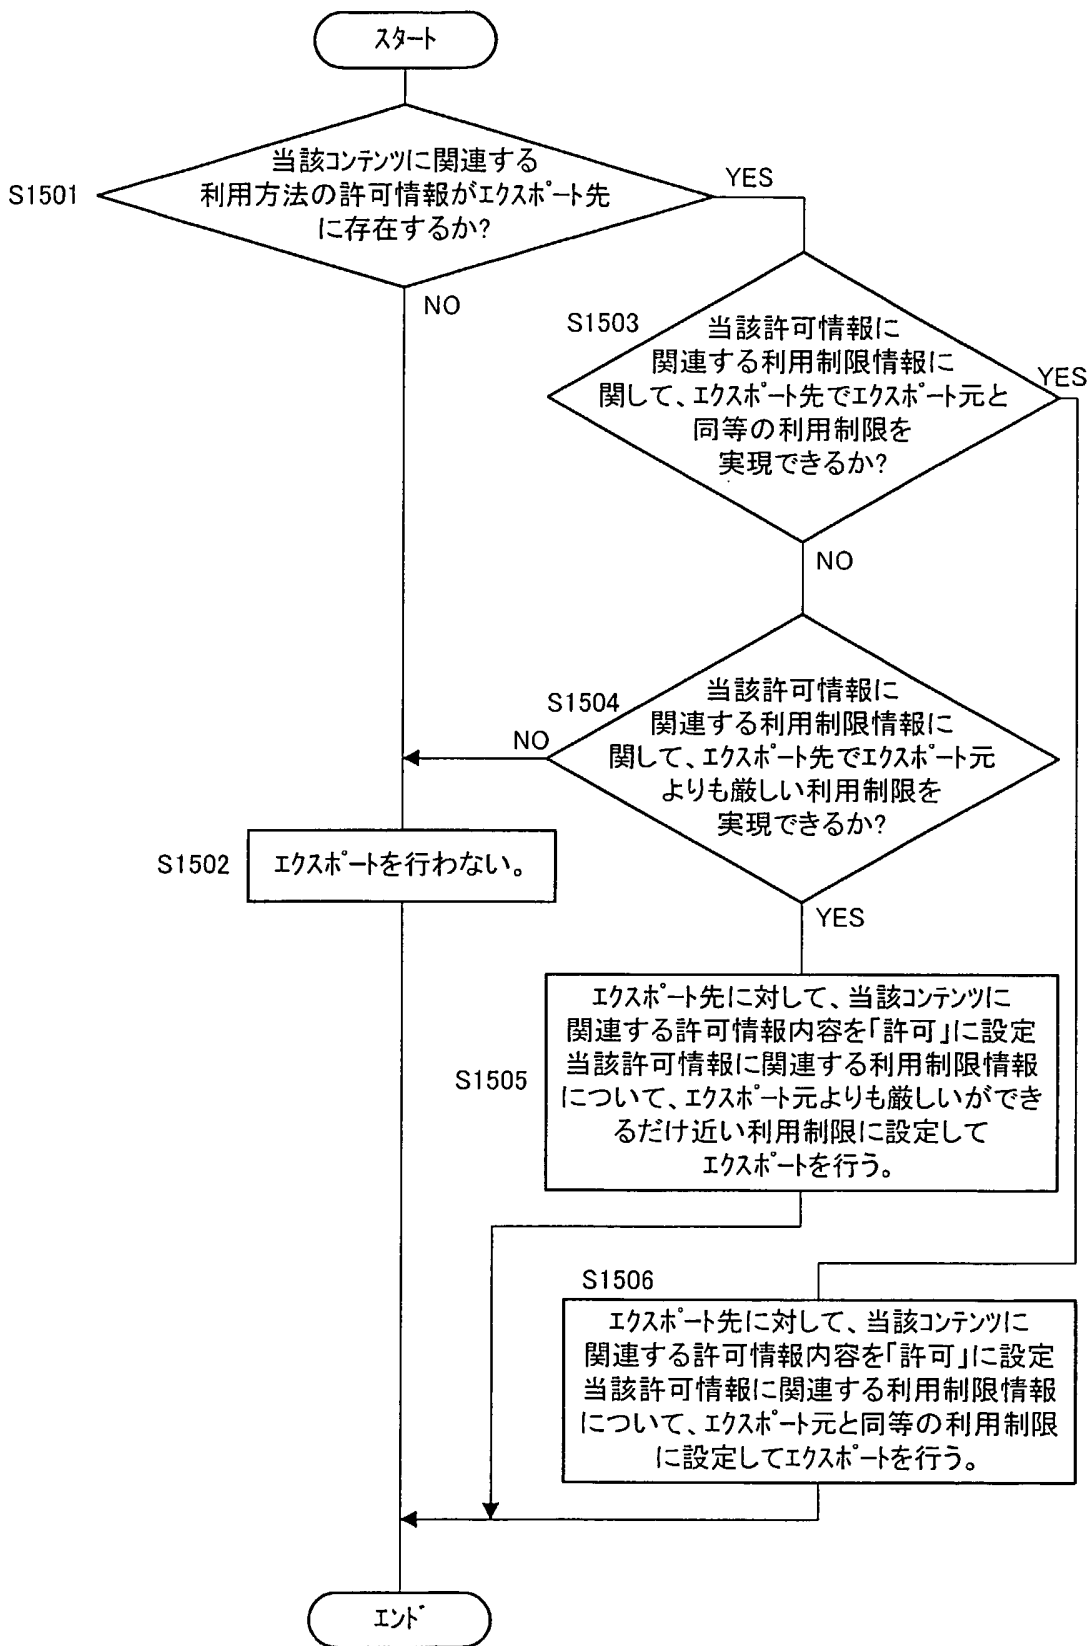 スタート
S1501
当該コンテンツに関連する
利用方法の許可情報がエクスポート先
に存在するか?
YES
NO
S1503
当該許可情報に
関連する利用制限情報に
関して、エクスポート先でエクスポート元と
同等の利用制限を
実現できるか?
YES
NO
S1504
当該許可情報に
関連する利用制限情報に
関して、エクスポート先でエクスポート元
よりも厳しい利用制限を
実現できるか?
NO
YES
S1502
エクスポートを行わない。
S1505
エクスポート先に対して、当該コンテンツに
関連する許可情報内容を「許可」に設定
当該許可情報に関連する利用制限情報
について、エクスポート元よりも厳しいができ
るだけ近い利用制限に設定して
エクスポートを行う。
S1506
エクスポート先に対して、当該コンテンツに
関連する許可情報内容を「許可」に設定
当該許可情報に関連する利用制限情報
について、エクスポート元と同等の利用制限
に設定してエクスポートを行う。
エンド